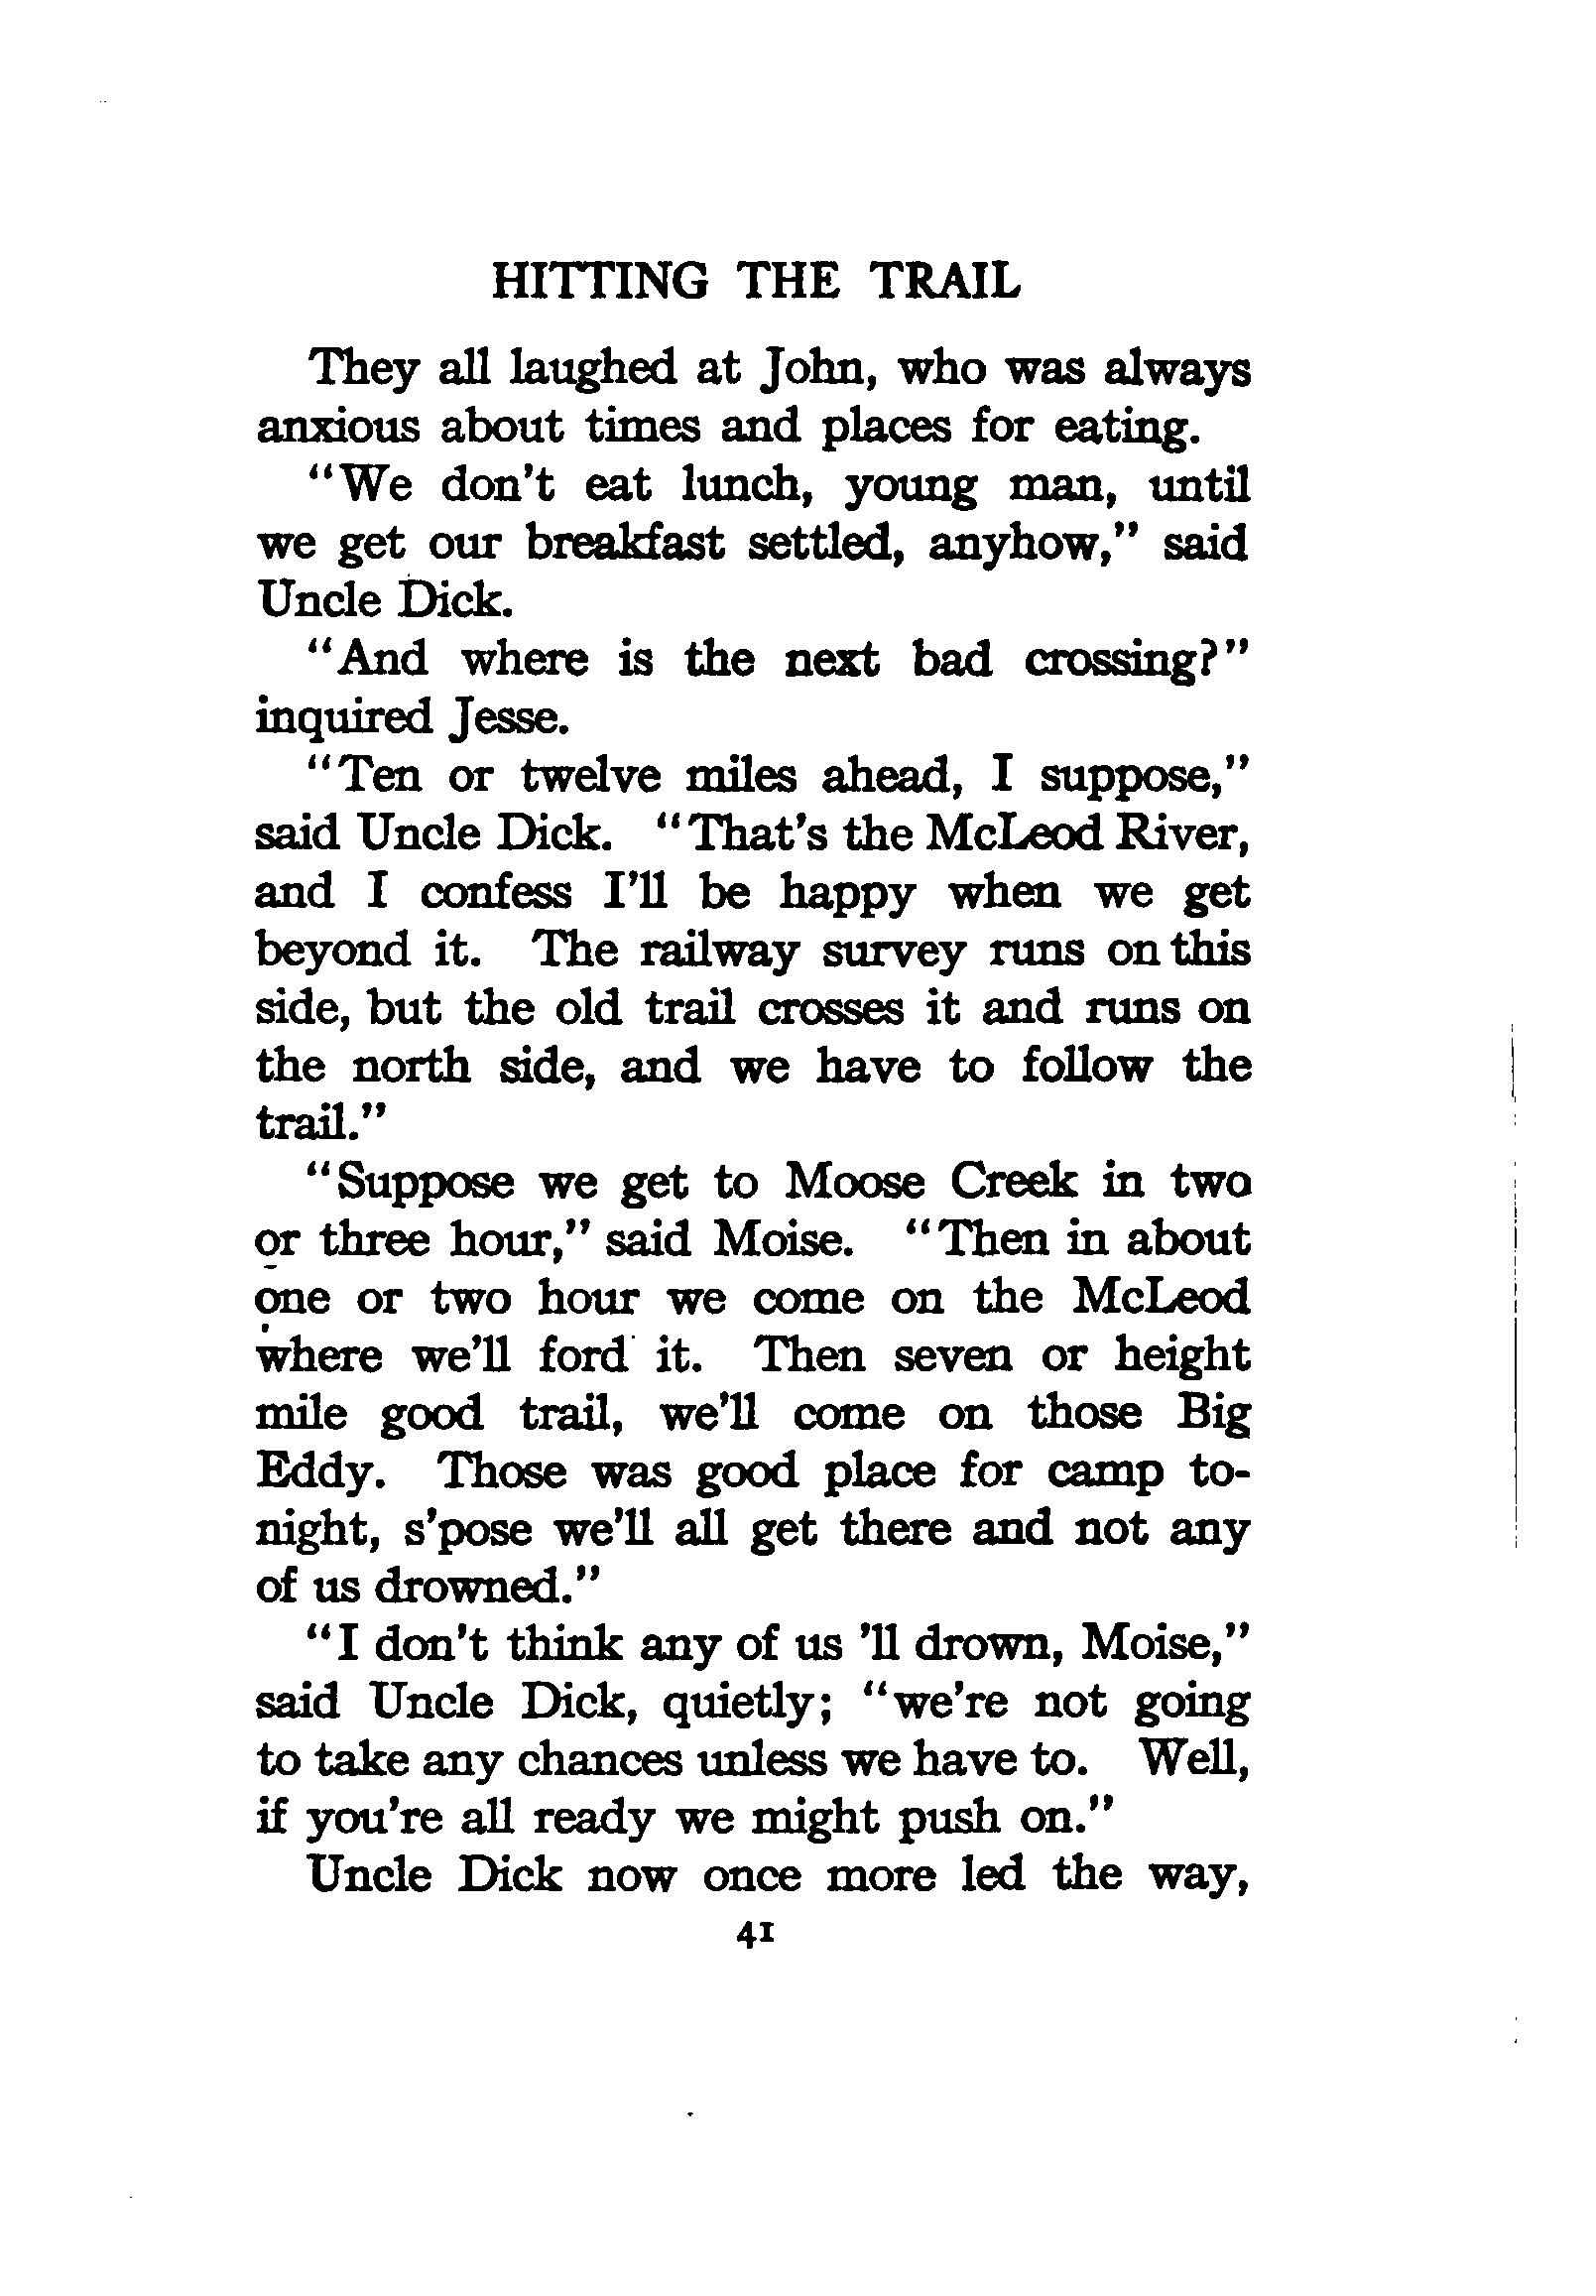 HITTING THE TRAIL
They all laughed at John, who was always
anxious about times and places for eating.
"We don't eat lunch, young man, until
we get our breakfast settled, anyhow," said
Uncle Dick.
"And where is the next bad crossing?"
inquired Jesse.
"Ten or twelve miles ahead, I suppose,"
said Uncle Dick. "That's the McLeod River,
and I confess I'll be happy when we get
beyond it. The railway survey runs on this
side, but the old trail crosses it and runs on
the north side, and we have to follow the
trail."
"Suppose we get to Moose Creek in two
or three hour," said Moise. "Then in about
one or two hour we come on the McLeod
where we'll ford it. Then seven or height
mile good trail, we'll come on those Big
Eddy. Those was good place for camp to-
night, s'pose we'll all get there and not any
of us drowned."
"I don't think any of us 'll drown, Moise,"
said Uncle Dick, quietly; "we're not going
to take any chances unless we have to. Well,
if you're all ready we might push on."
Uncle Dick now once more led the way,
41